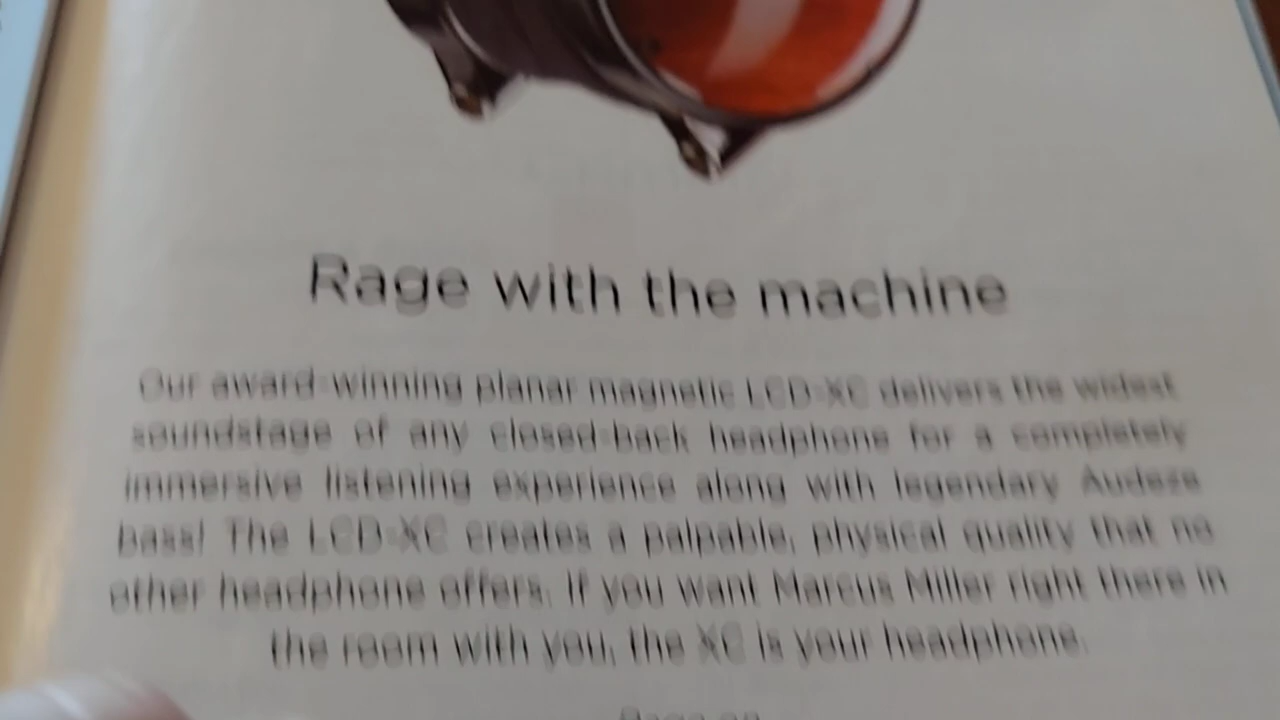 Rage with the machine
Our award-winning planar magnetic LCD-XC delivers the widest
soundstage of any closed-back headphone for a completely
immersive listening experience along with legendary Audeze
bass! The LCD-XC creates a palpable, physical quality that no
other headphone offers. If you want Marcus Miller right there in
the room with you, the XC is your headphone.
Rage on